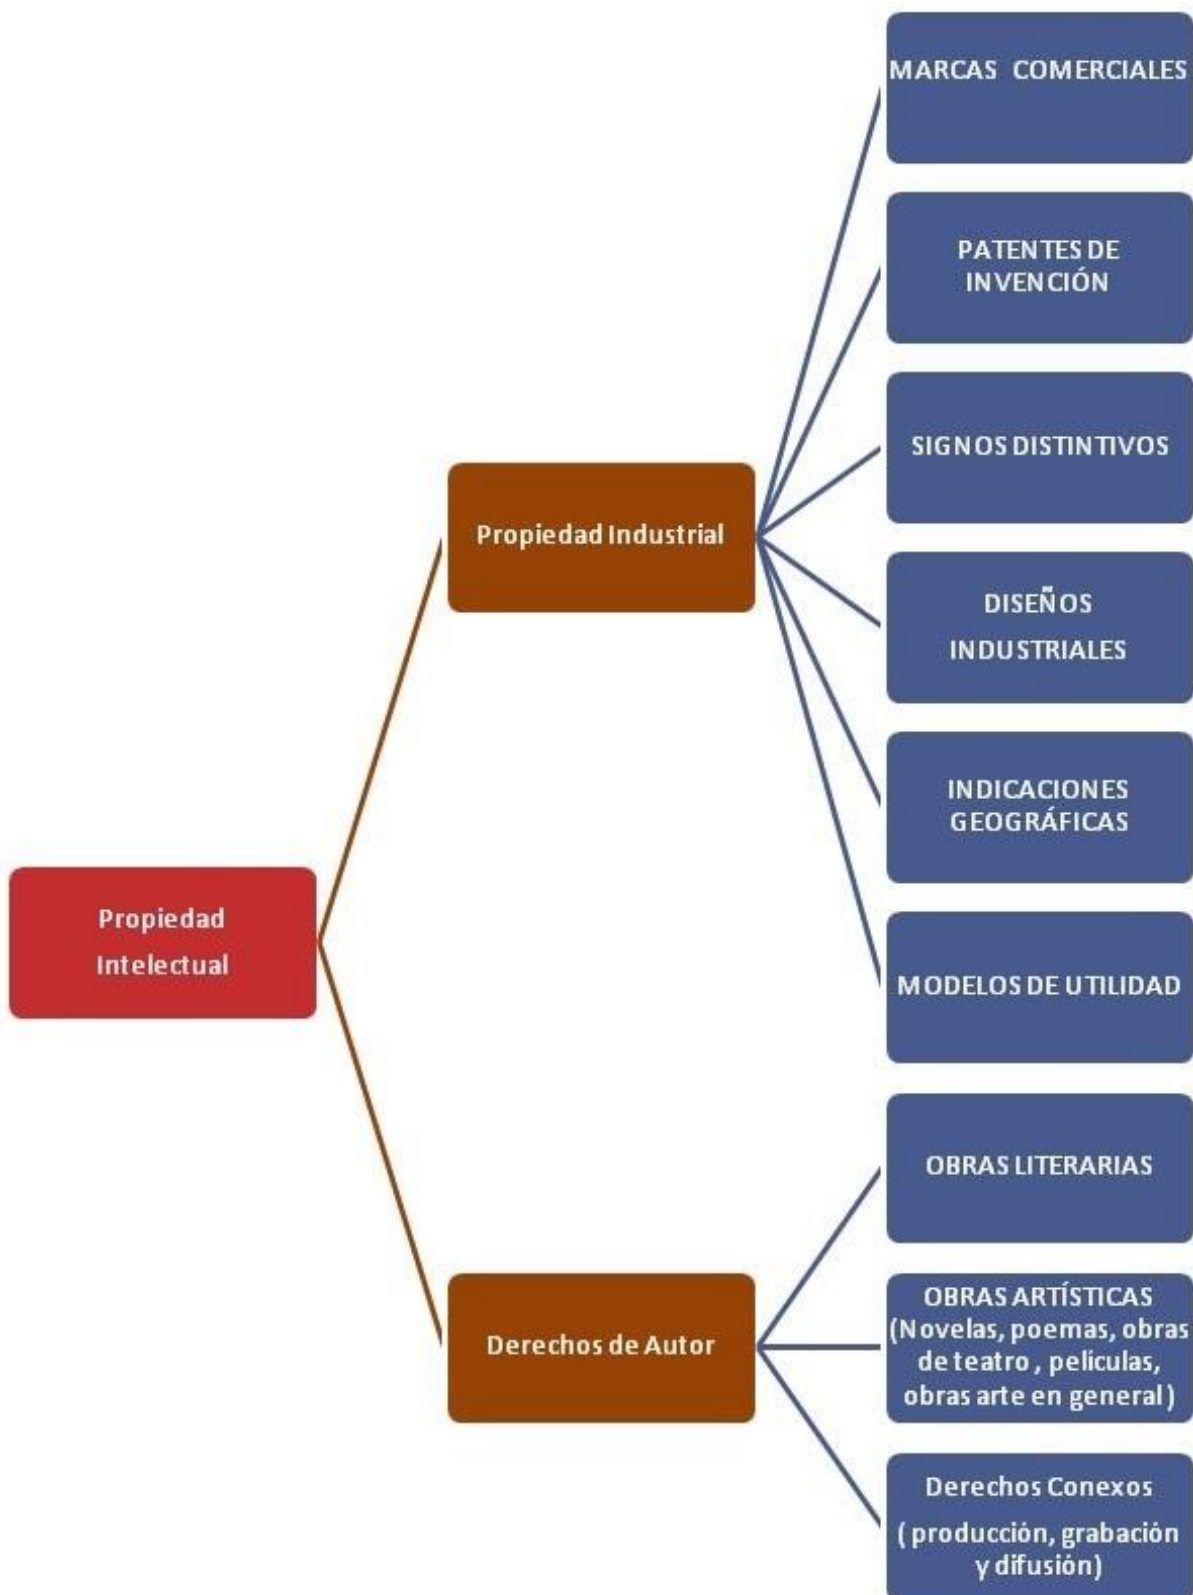 MARCAS COMERCIALES
PATENTES DE
INVENCIÓN
SIGNOS DISTINTIVOS
Propiedad Industrial
DISEÑOS
INDUSTRIALES
INDICACIONES
GEOGRÁFICAS
Propiedad
Intelectual
MODELOS DE UTILIDAD
OBRAS LITERARIAS
Derechos de Autor
OBRAS ARTÍSTICAS
(Novelas, poemas, obras
de teatro , películas,
obras arte en general )
Derechos Conexos
( producción, grabación
y difusión)